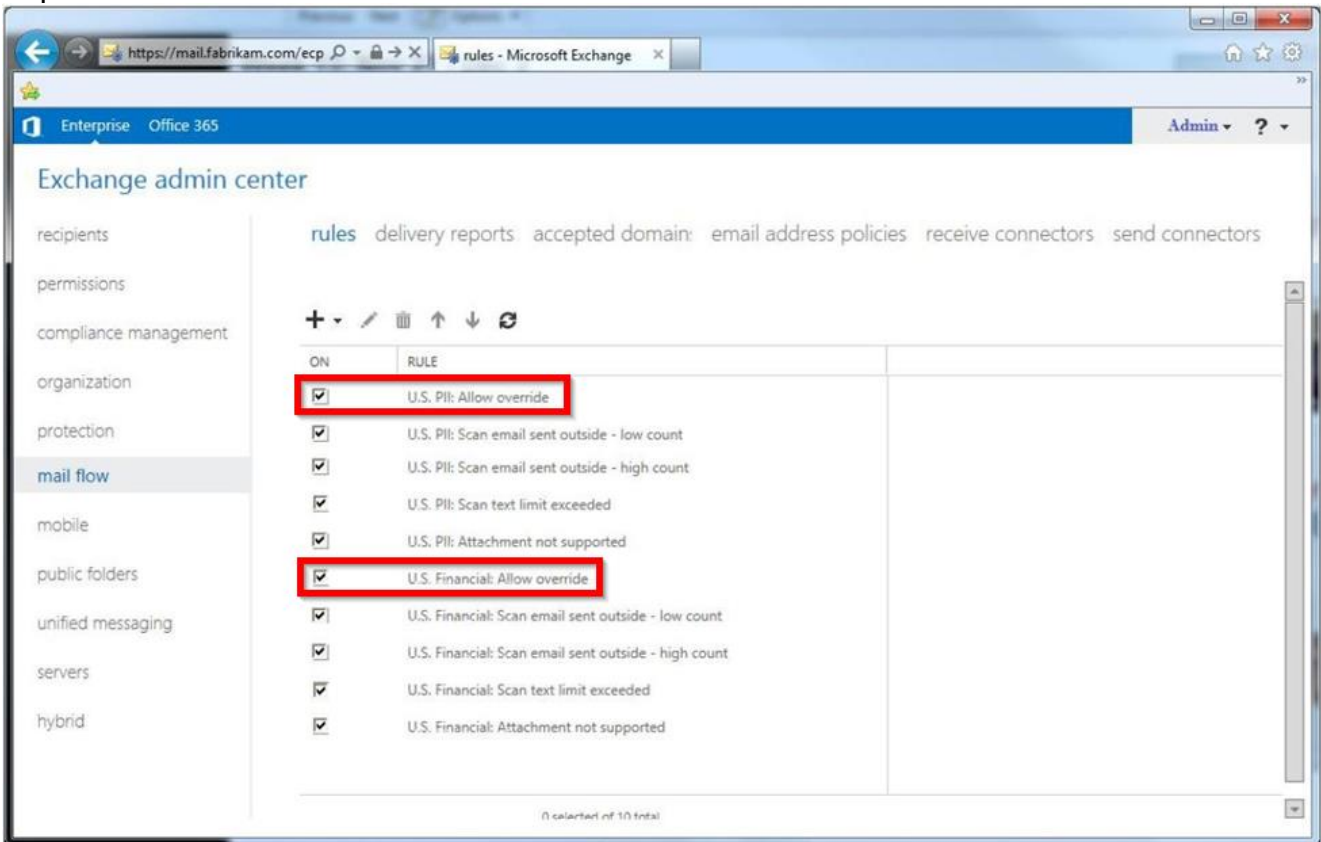 https://mail.fabrikam.com/ecp
rules - Microsoft Exchange
Enterprise Office 365 Admin ?
Exchange admin center
recipients
permissions
compliance management
organization
protection
mail flow
mobile
public folders
unified messaging
servers
hybrid
rules delivery reports accepted domain: email address policies receive connectors send connectors
ON RULE
U.S. PII: Allow override
U.S. PII: Scan email sent outside - low count
U.S. PII: Scan email sent outside - high count
U.S. PII: Scan text limit exceeded
U.S. PII: Attachment not supported
U.S. Financial: Allow override
U.S. Financial: Scan email sent outside - low count
U.S. Financial: Scan email sent outside - high count
U.S. Financial: Scan text limit exceeded
U.S. Financial: Attachment not supported
0 selected of 10 total